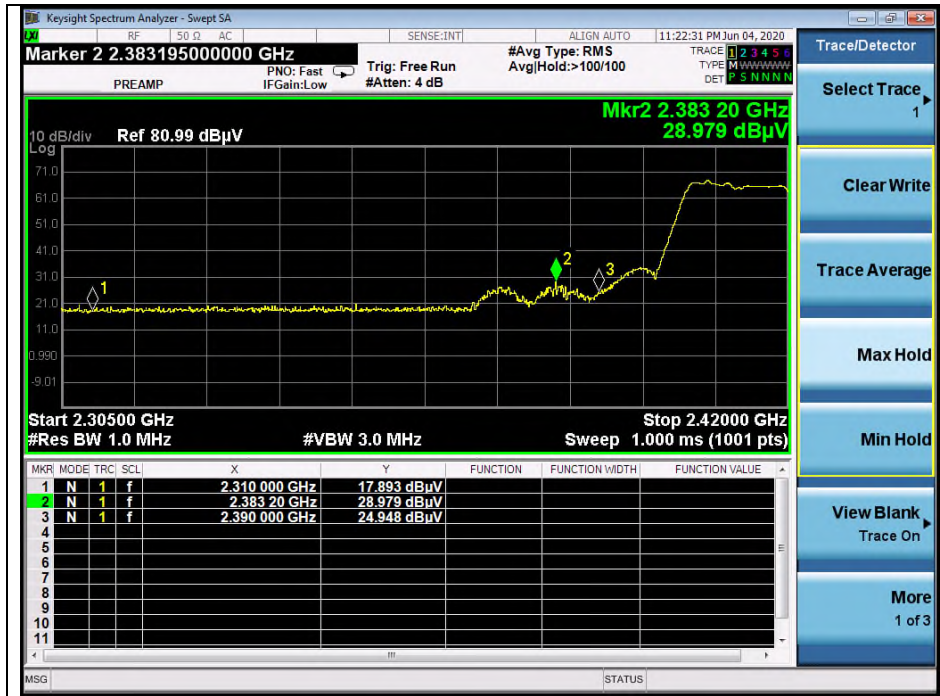 Keysight Spectrum Analyzer - Swept SA
LXI RF 50 Ω AC SENSE:INT ALIGN AUTO 11:22:31 PM Jun 04, 2020
Marker 2 2.383195000000 GHz
PREAMP
PNO: Fast
IFGain:Low
Trig: Free Run
#Atten: 4 dB
#Avg Type: RMS
Avg|Hold:>100/100
TRACE 1 2 3 4 5 6
TYPE M WWWWW
DET P S N N N N
Mkr2 2.383 20 GHz
28.979 dBµV
10 dB/div Ref 80.99 dBµV
Log
71.0
61.0
51.0
41.0
31.0
21.0
11.0
0.990
-9.01
1
2
3
Start 2.30500 GHz Stop 2.42000 GHz
#Res BW 1.0 MHz #VBW 3.0 MHz Sweep 1.000 ms (1001 pts)
MKR MODE TRC SCL X Y FUNCTION FUNCTION WIDTH FUNCTION VALUE
1 N 1 f 2.310 000 GHz 17.893 dBµV
2 N 1 f 2.383 20 GHz 28.979 dBµV
3 N 1 f 2.390 000 GHz 24.948 dBµV
4
5
6
7
8
9
10
11
MSG STATUS
Trace/Detector
Select Trace
1
Clear Write
Trace Average
Max Hold
Min Hold
View Blank
Trace On
More
1 of 3